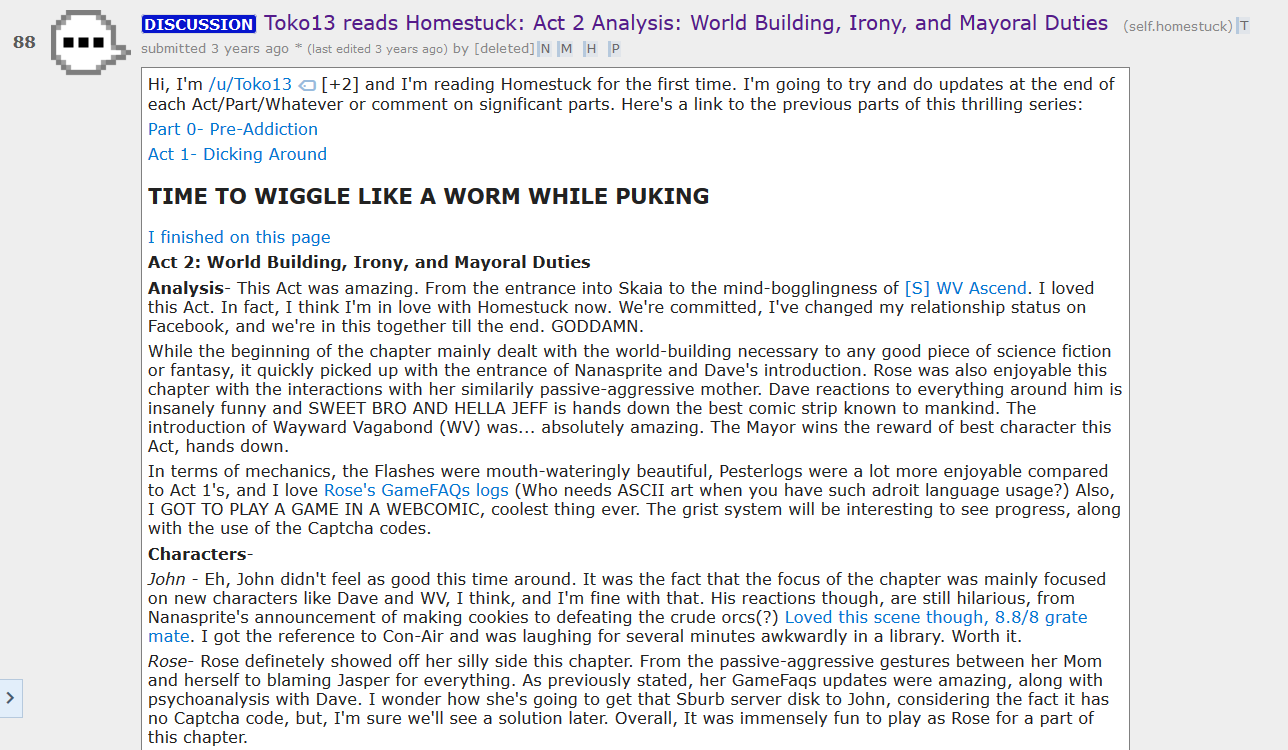 DISCUSSION Toko13 reads Homestuck: Act 2 Analysis: World Building, Irony, and Mayoral Duties (self.homestuck) T
88
submitted 3 years ago * (last edited 3 years ago) by [deleted] N M H P
Hi, I'm /u/Toko13 [+2] and I'm reading Homestuck for the first time. I'm going to try and do updates at the end of
each Act/Part/Whatever or comment on significant parts. Here's a link to the previous parts of this thrilling series:
Part 0- Pre-Addiction
Act 1- Dicking Around
TIME TO WIGGLE LIKE A WORM WHILE PUKING
I finished on this page
Act 2: World Building, Irony, and Mayoral Duties
Analysis- This Act was amazing. From the entrance into Skaia to the mind-bogglingness of [S] WV Ascend. I loved
this Act. In fact, I think I'm in love with Homestuck now. We're committed, I've changed my relationship status on
Facebook, and we're in this together till the end. GODDAMN.
While the beginning of the chapter mainly dealt with the world-building necessary to any good piece of science fiction
or fantasy, it quickly picked up with the entrance of Nanasprite and Dave's introduction. Rose was also enjoyable this
chapter with the interactions with her similarily passive-aggressive mother. Dave reactions to everything around him is
insanely funny and SWEET BRO AND HELLA JEFF is hands down the best comic strip known to mankind. The
introduction of Wayward Vagabond (WV) was... absolutely amazing. The Mayor wins the reward of best character this
Act, hands down.
In terms of mechanics, the Flashes were mouth-wateringly beautiful, Pesterlogs were a lot more enjoyable compared
to Act 1's, and I love Rose's GameFAQs logs (Who needs ASCII art when you have such adroit language usage?) Also,
I GOT TO PLAY A GAME IN A WEBCOMIC, coolest thing ever. The grist system will be interesting to see progress, along
with the use of the Captcha codes.
Characters-
John - Eh, John didn't feel as good this time around. It was the fact that the focus of the chapter was mainly focused
on new characters like Dave and WV, I think, and I'm fine with that. His reactions though, are still hilarious, from
Nanasprite's announcement of making cookies to defeating the crude orcs(?) Loved this scene though, 8.8/8 grate
mate. I got the reference to Con-Air and was laughing for several minutes awkwardly in a library. Worth it.
Rose- Rose definetely showed off her silly side this chapter. From the passive-aggressive gestures between her Mom
and herself to blaming Jasper for everything. As previously stated, her GameFaqs updates were amazing, along with
psychoanalysis with Dave. I wonder how she's going to get that Sburb server disk to John, considering the fact it has
no Captcha code, but, I'm sure we'll see a solution later. Overall, It was immensely fun to play as Rose for a part of
this chapter.